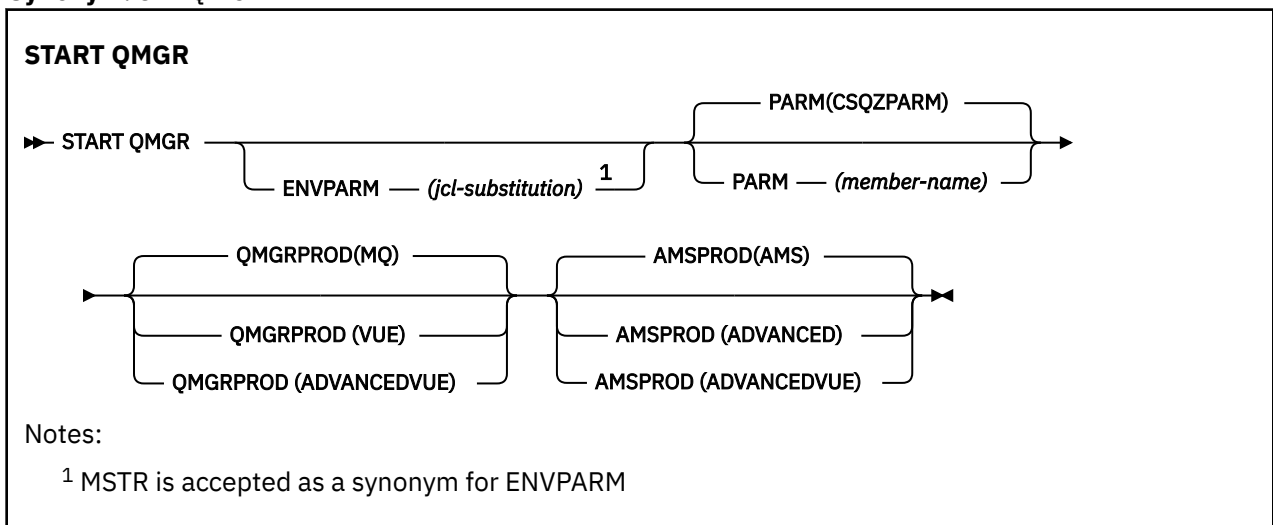 START QMGR
PARM(CSQZPARM)
START QMGR
ENVPARM (jcl-substitution) 1
PARM (member-name)
QMGRPROD(MQ) AMSPROD(AMS)
QMGRPROD (VUE) AMSPROD (ADVANCED)
QMGRPROD (ADVANCEDVUE) AMSPROD (ADVANCEDVUE)
Notes:
1 MSTR is accepted as a synonym for ENVPARM